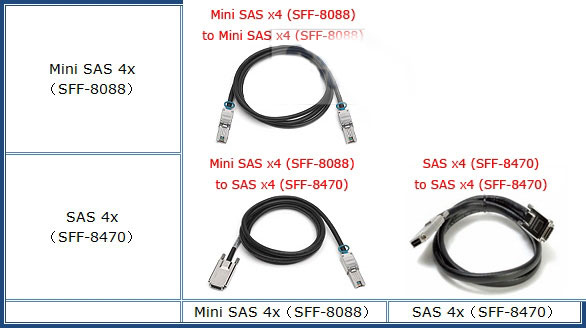 Mini SAS x4 (SFF-8088)
to Mini SAS x4 (SFF-8088)
Mini SAS 4x
（SFF-8088）
Mini SAS x4 (SFF-8088)
to SAS x4 (SFF-8470)
SAS x4 (SFF-8470)
to SAS x4 (SFF-8470)
SAS 4x
（SFF-8470）
Mini SAS 4x（SFF-8088）
SAS 4x（SFF-8470）